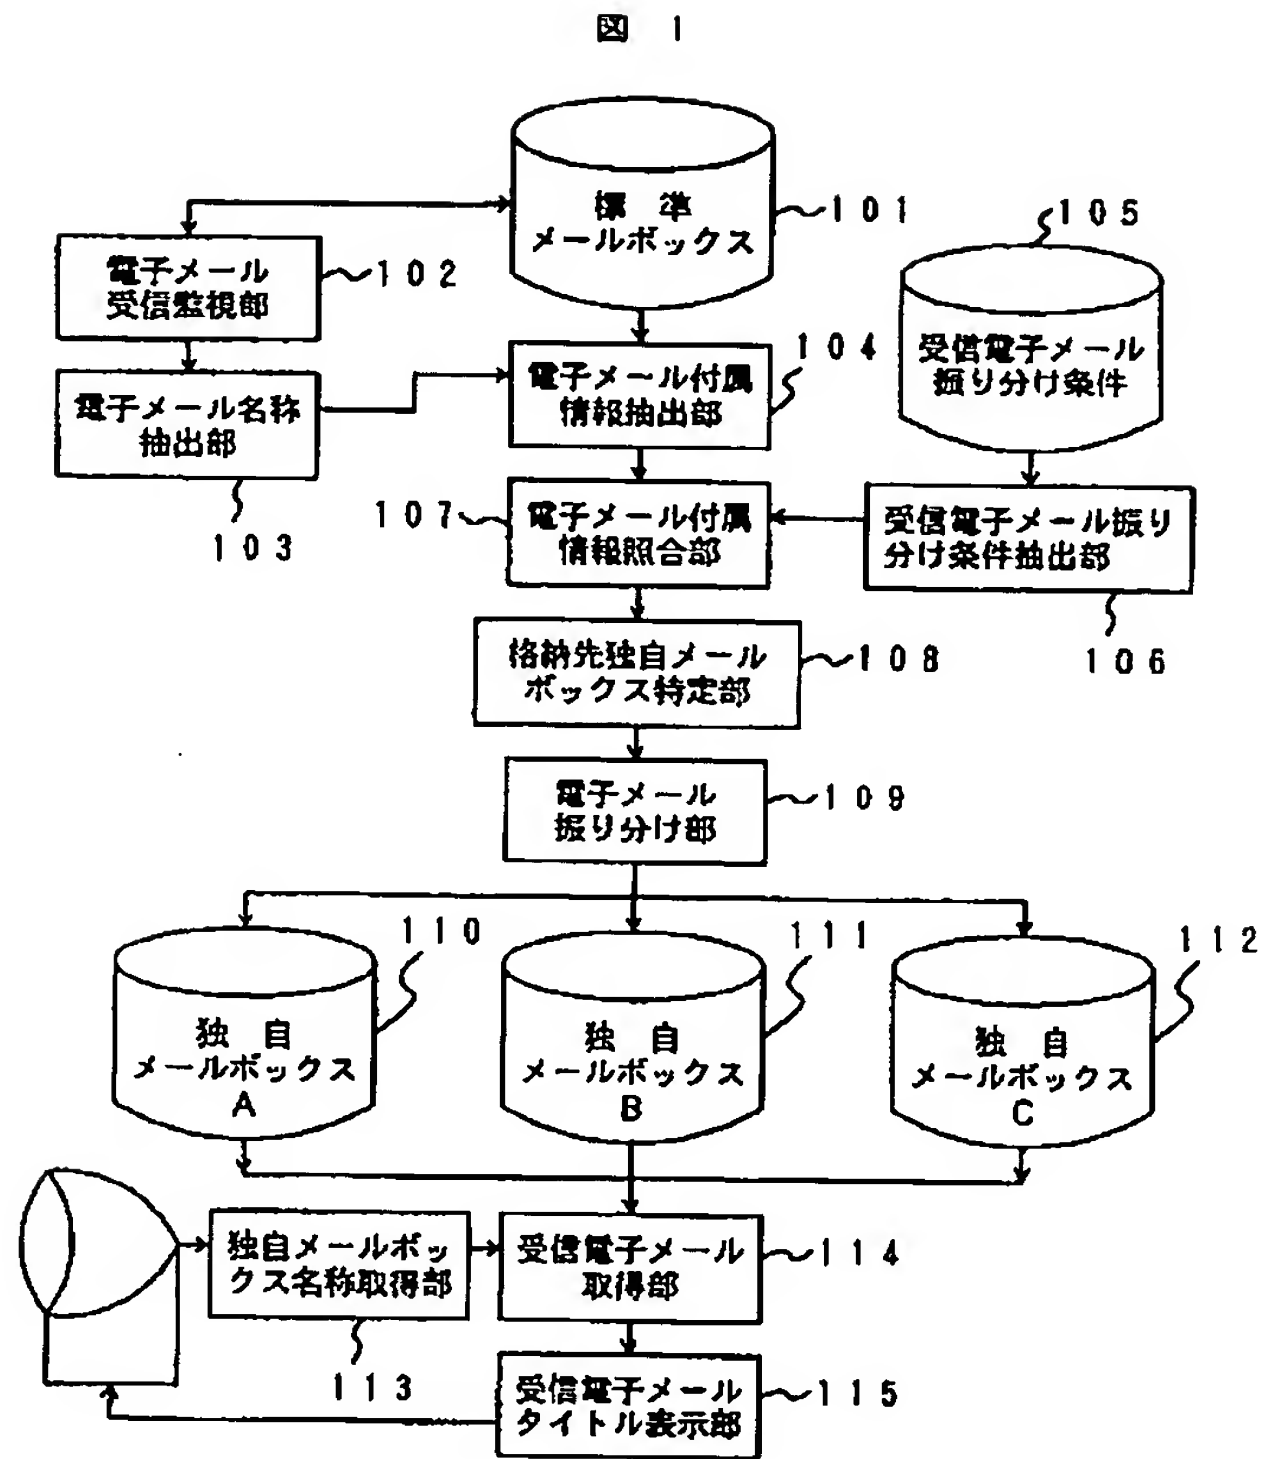 図 1
標 準
メールボックス
101
105
電子メール
受信監視部
102
104
受信電子メール
振り分け条件
電子メール付属
情報抽出部
電子メール名称
抽出部
103
107
電子メール付属
情報照合部
受信電子メール振り
分け条件抽出部
106
格納先独自メール
ボックス特定部
108
電子メール
振り分け部
109
110
111
112
独 自
メールボックス
A
独 自
メールボックス
B
独 自
メールボックス
C
独自メールボッ
クス名称取得部
113
受信電子メール
取得部
114
受信電子メール
タイトル表示部
115